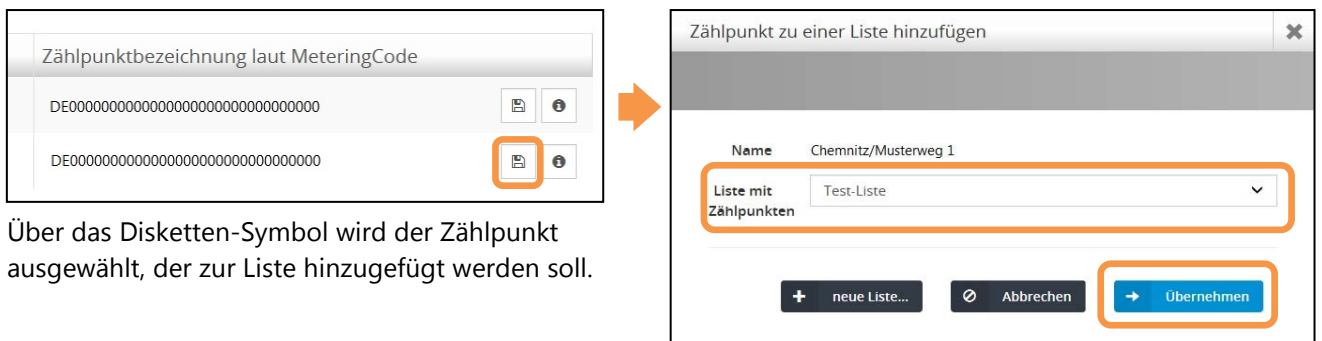 Zählpunktbezeichnung laut MeteringCode
DE0000000000000000000000000000000
DE0000000000000000000000000000000
Über das Disketten-Symbol wird der Zählpunkt
ausgewählt, der zur Liste hinzugefügt werden soll.
Zählpunkt zu einer Liste hinzufügen
Name Chemnitz/Musterweg 1
Liste mit Test-Liste
Zählpunkten
neue Liste... Abbrechen Übernehmen